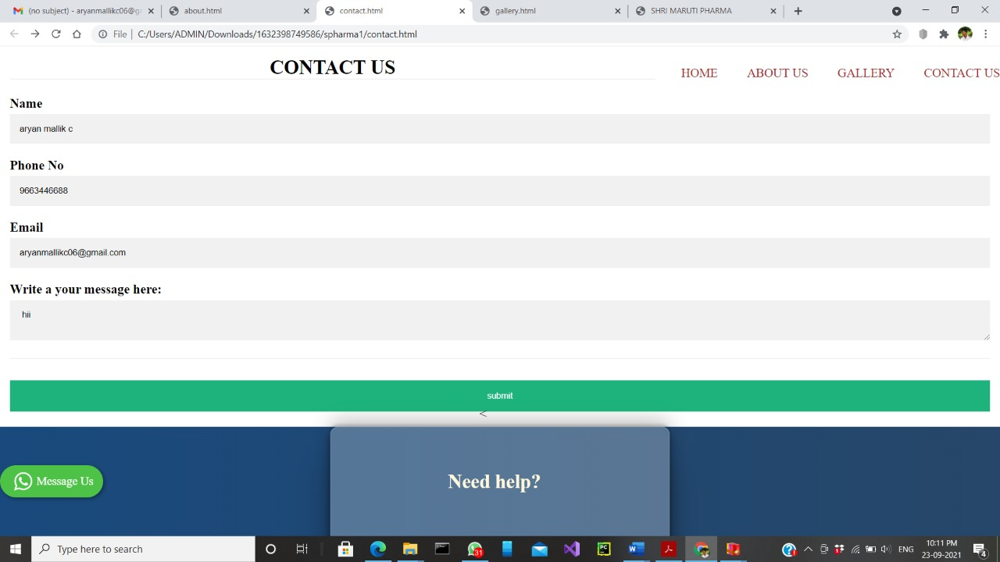 (no subject) - aryanmallikc06@g
about.html
contact.html
gallery.html
SHRI MARUTI PHARMA
File
C:/Users/ADMIN/Downloads/1632398749586/spharma1/contact.html
CONTACT US
HOME ABOUT US GALLERY CONTACT US
Name
aryan mallik c
Phone No
9663446688
Email
aryanmallikc06@gmail.com
Write a your message here:
hii
submit
<
Need help?
Message Us
Type here to search
31
PC
ENG
10:11 PM
23-09-2021
4